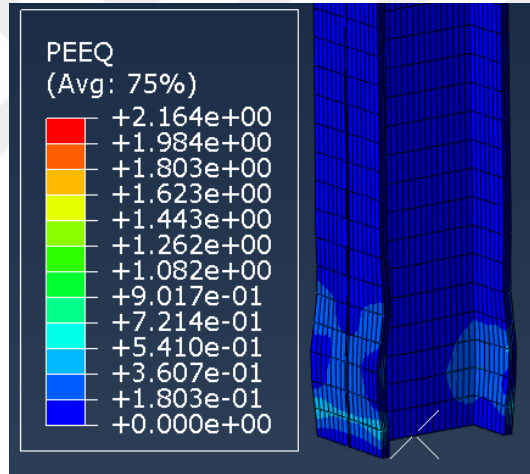 PEEQ
(Avg: 75%)
+2.164e+00
+1.984e+00
+1.803e+00
+1.623e+00
+1.443e+00
+1.262e+00
+1.082e+00
+9.017e-01
+7.214e-01
+5.410e-01
+3.607e-01
+1.803e-01
+0.000e+00